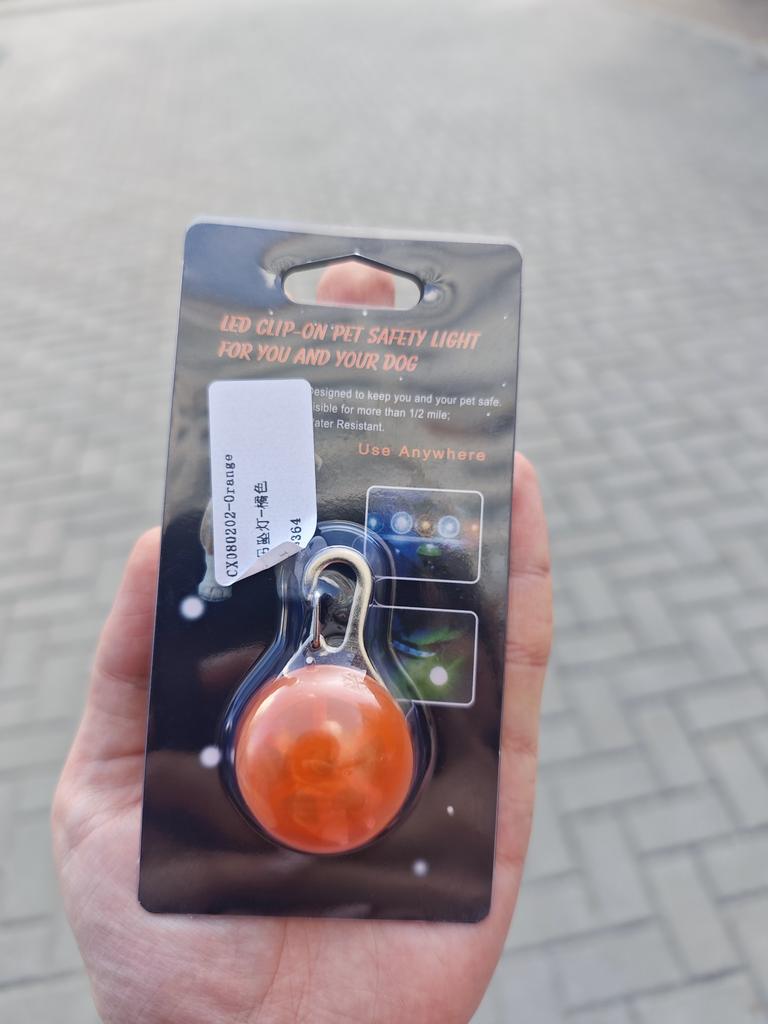 LED CLIP-ON PET SAFETY LIGHT
FOR YOU AND YOUR DOG
esigned to keep you and your pet safe.
isible for more than 1/2 mile;
ater Resistant.
Use Anywhere
CX080202-Orange
坠灯-橘色
364